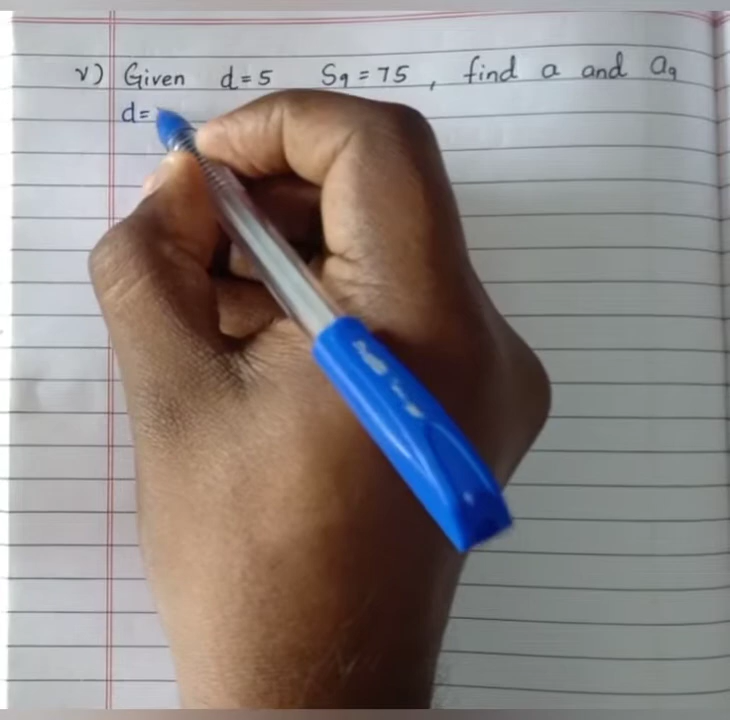 v) Given d=5 S₉ = 75 , find a and a₉
d=